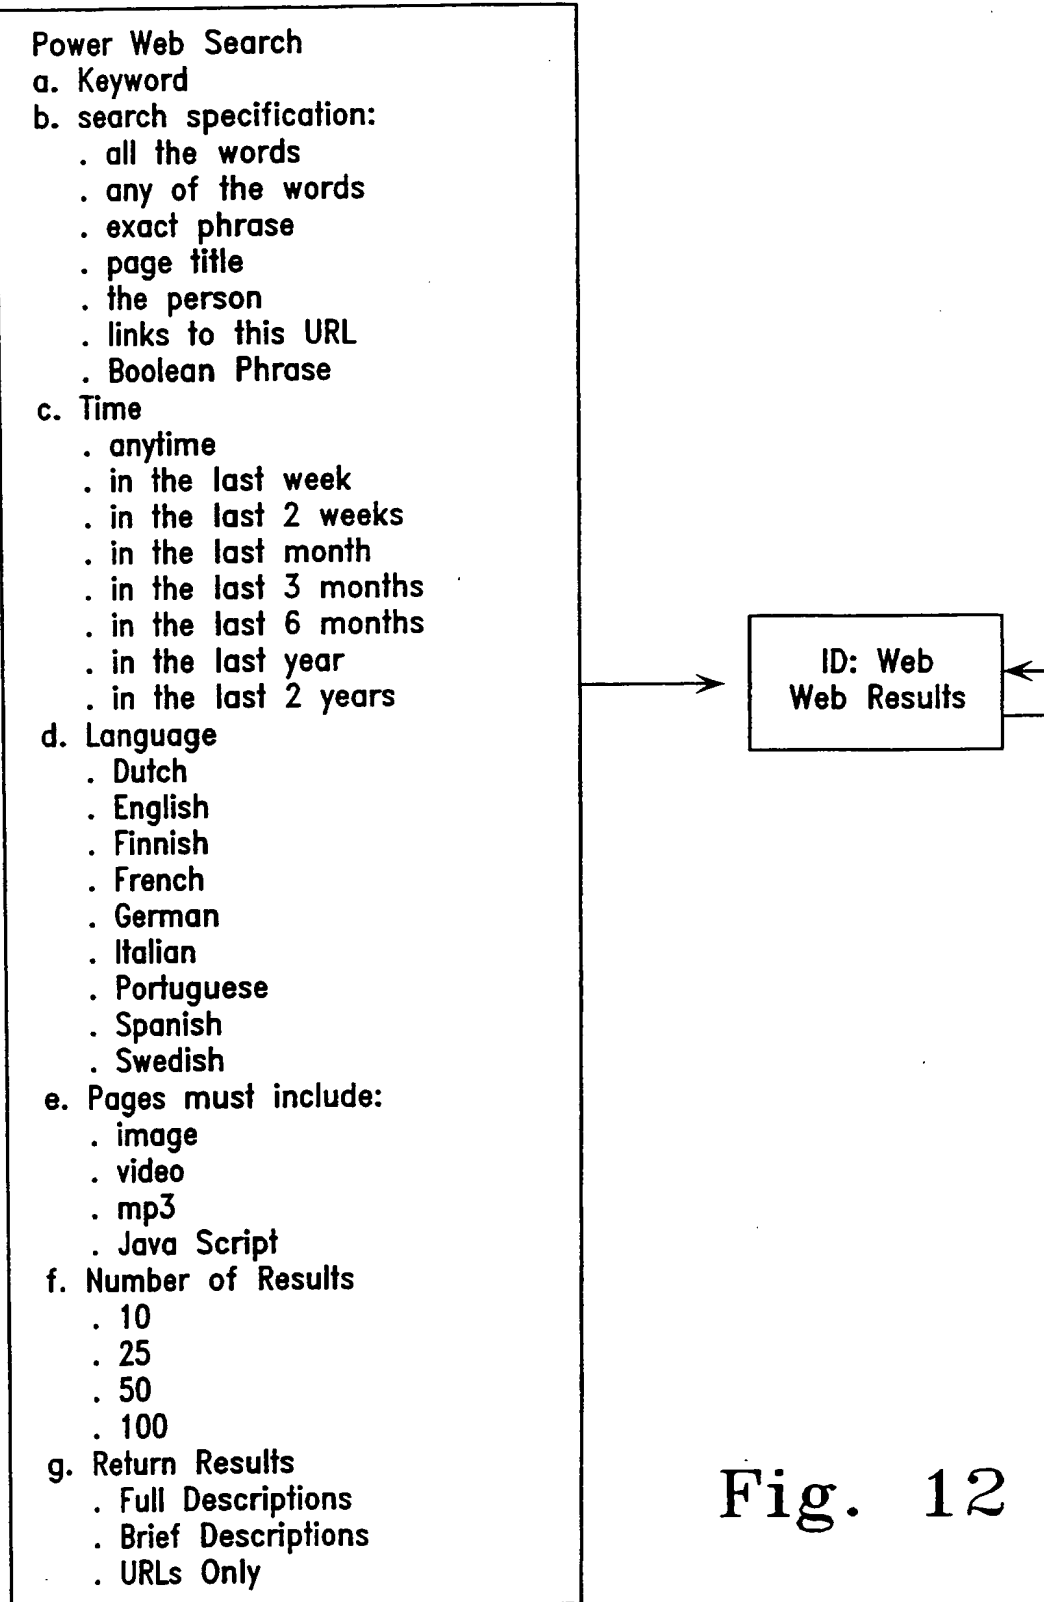 Power Web Search
a. Keyword
b. search specification:
. all the words
. any of the words
. exact phrase
. page title
. the person
. links to this URL
. Boolean Phrase
c. Time
. anytime
. in the last week
. in the last 2 weeks
. in the last month
. in the last 3 months
. in the last 6 months
. in the last year
. in the last 2 years
d. Language
. Dutch
. English
. Finnish
. French
. German
. Italian
. Portuguese
. Spanish
. Swedish
e. Pages must include:
. image
. video
. mp3
. Java Script
f. Number of Results
. 10
. 25
. 50
. 100
g. Return Results
. Full Descriptions
. Brief Descriptions
. URLs Only
ID: Web
Web Results
Fig. 12